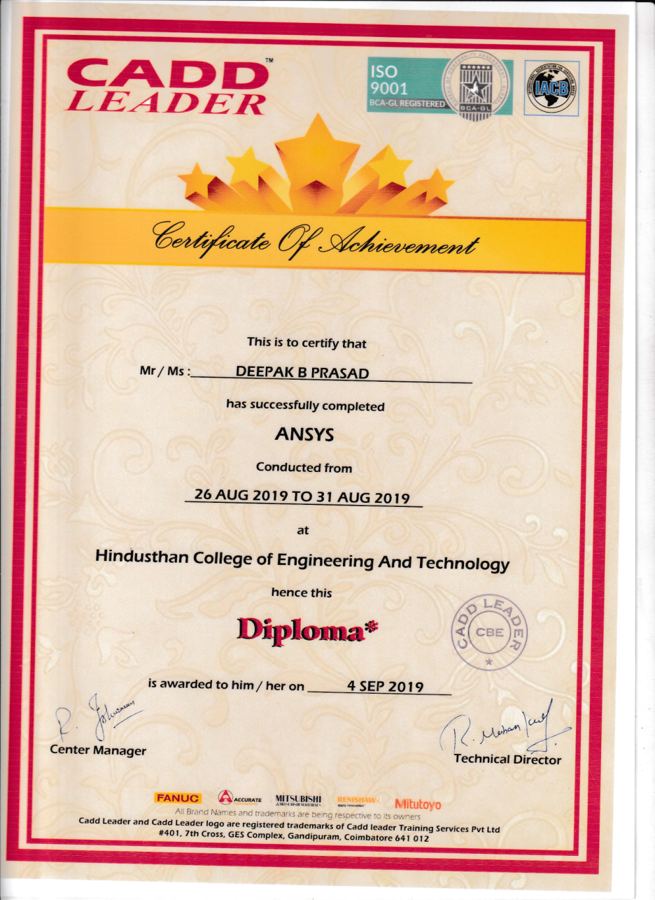 CADD™
LEADER
ISO
9001
BCA-GL REGISTERED
BCA-GL
IACB
Certificate Of Achievement
This is to certify that
Mr / Ms : DEEPAK B PRASAD
has successfully completed
ANSYS
Conducted from
26 AUG 2019 TO 31 AUG 2019
at
Hindusthan College of Engineering And Technology
hence this
Diploma*
CADD LEADER
CBE
is awarded to him / her on 4 SEP 2019
Center Manager
Technical Director
FANUC ACCURATE MITSUBISHI RENISHAW Mitutoyo
All Brand Names and trademarks are being respective to its owners
Cadd Leader and Cadd Leader logo are registered trademarks of Cadd leader Training Services Pvt Ltd
#401, 7th Cross, GES Complex, Gandipuram, Coimbatore 641 012